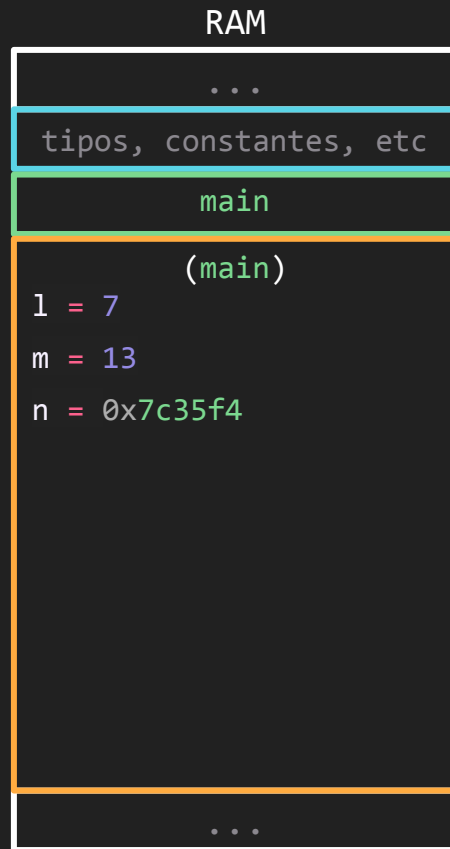 RAM
...
tipos, constantes, etc
main
(main)
l = 7
m = 13
n = 0x7c35f4
...